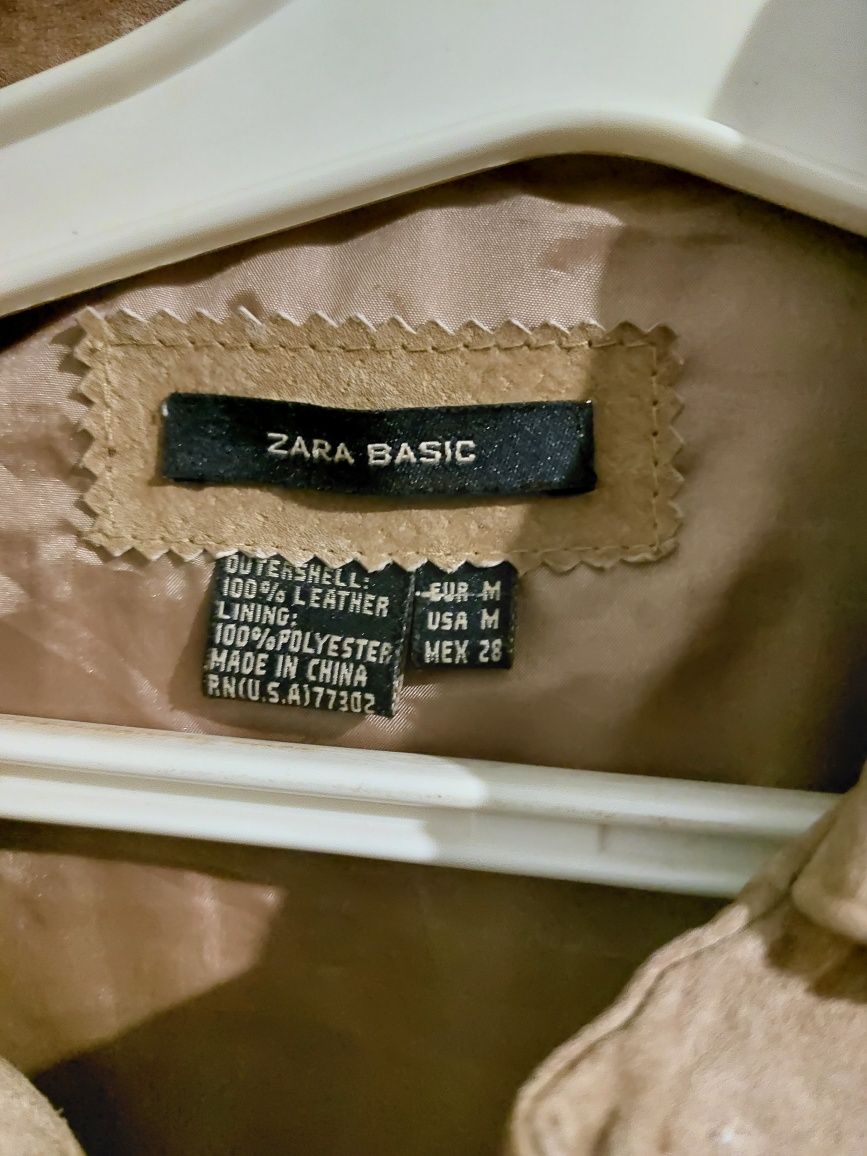 ZARA BASIC
OUTERSHELL:
100% LEATHER
LINING:
100%POLYESTER
MADE IN CHINA
RN(U.S.A)77302
EUR M
USA M
MEX 28